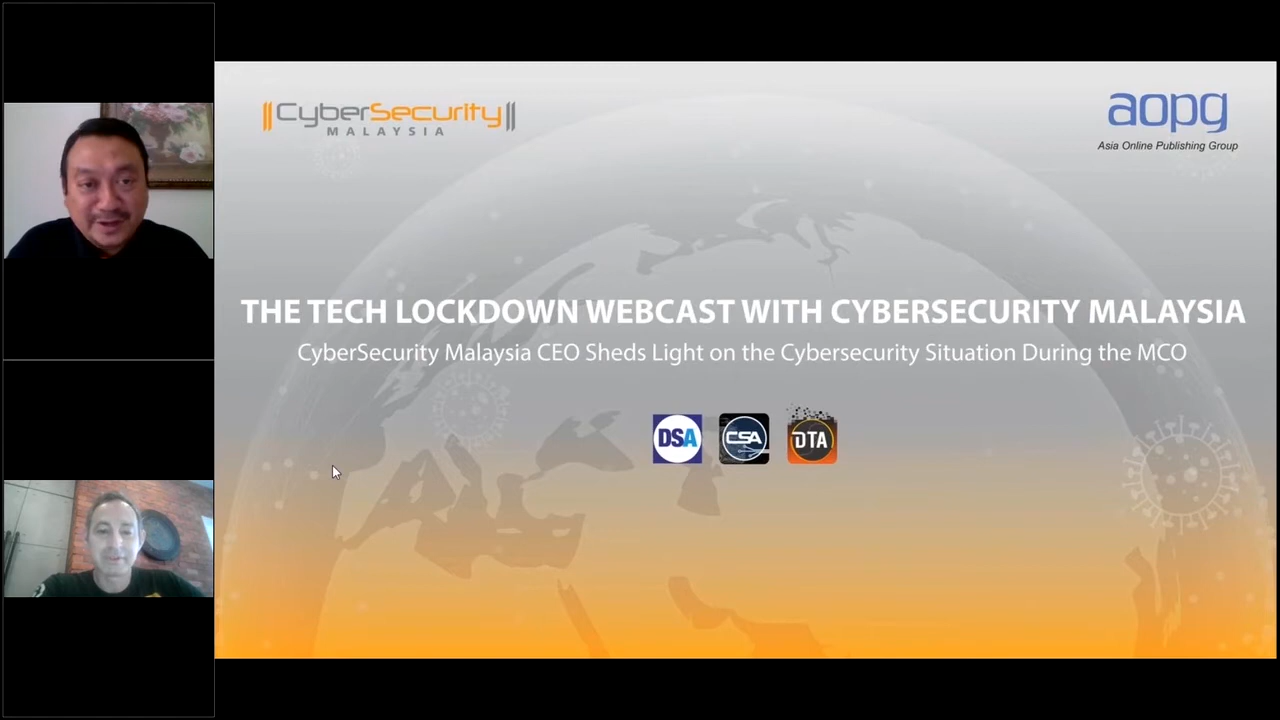 CyberSecurity
MALAYSIA
aopg
Asia Online Publishing Group
THE TECH LOCKDOWN WEBCAST WITH CYBERSECURITY MALAYSIA
CyberSecurity Malaysia CEO Sheds Light on the Cybersecurity Situation During the MCO
DSA
CSA
DTA